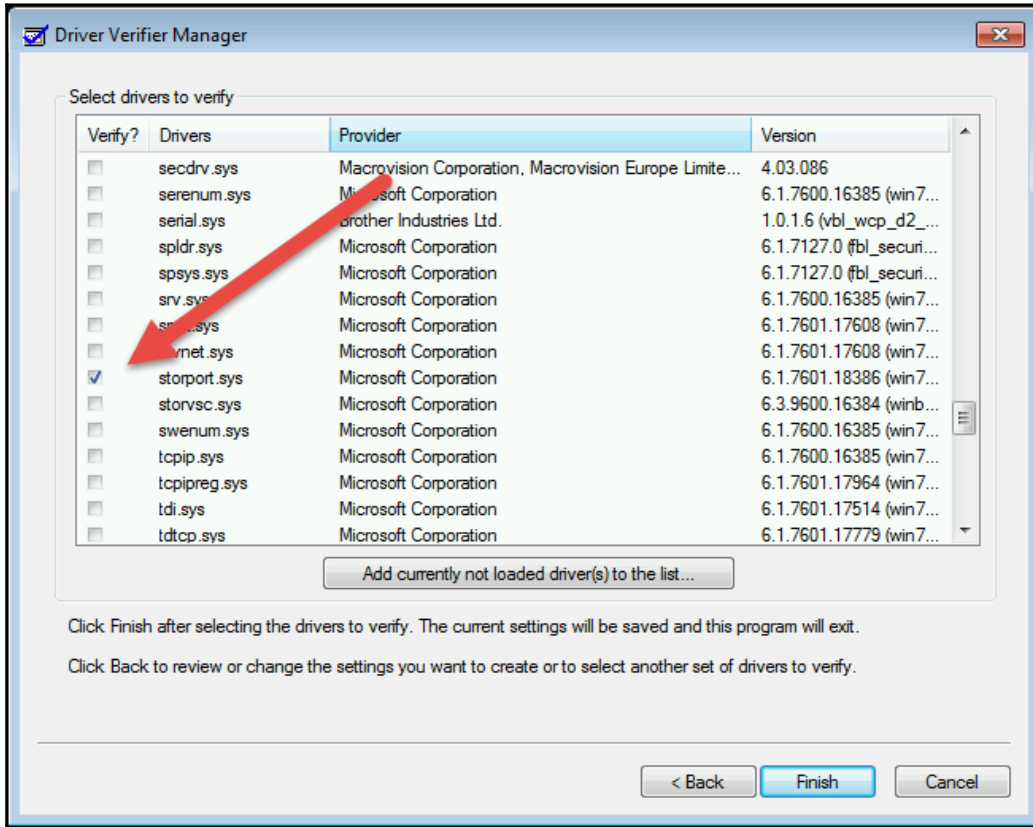 Driver Verifier Manager
Select drivers to verify
Verify? Drivers Provider Version
secdrv.sys Macrovision Corporation, Macrovision Europe Limite... 4.03.086
serenum.sys Microsoft Corporation 6.1.7600.16385 (win7...
serial.sys Brother Industries Ltd. 1.0.1.6 (vbl_wcp_d2_...
spldr.sys Microsoft Corporation 6.1.7127.0 (fbl_securi...
spsys.sys Microsoft Corporation 6.1.7127.0 (fbl_securi...
srv.sys Microsoft Corporation 6.1.7600.16385 (win7...
Microsoft Corporation 6.1.7601.17608 (win7...
Microsoft Corporation 6.1.7601.17608 (win7...
storport.sys Microsoft Corporation 6.1.7601.18386 (win7...
storvsc.sys Microsoft Corporation 6.3.9600.16384 (winb...
swenum.sys Microsoft Corporation 6.1.7600.16385 (win7...
tcpip.sys Microsoft Corporation 6.1.7600.16385 (win7...
tcpipreg.sys Microsoft Corporation 6.1.7601.17964 (win7...
tdi.sys Microsoft Corporation 6.1.7601.17514 (win7...
tdtcp.sys Microsoft Corporation 6.1.7601.17779 (win7...
Add currently not loaded driver(s) to the list...
Click Finish after selecting the drivers to verify. The current settings will be saved and this program will exit.
Click Back to review or change the settings you want to create or to select another set of drivers to verify.
< Back Finish Cancel